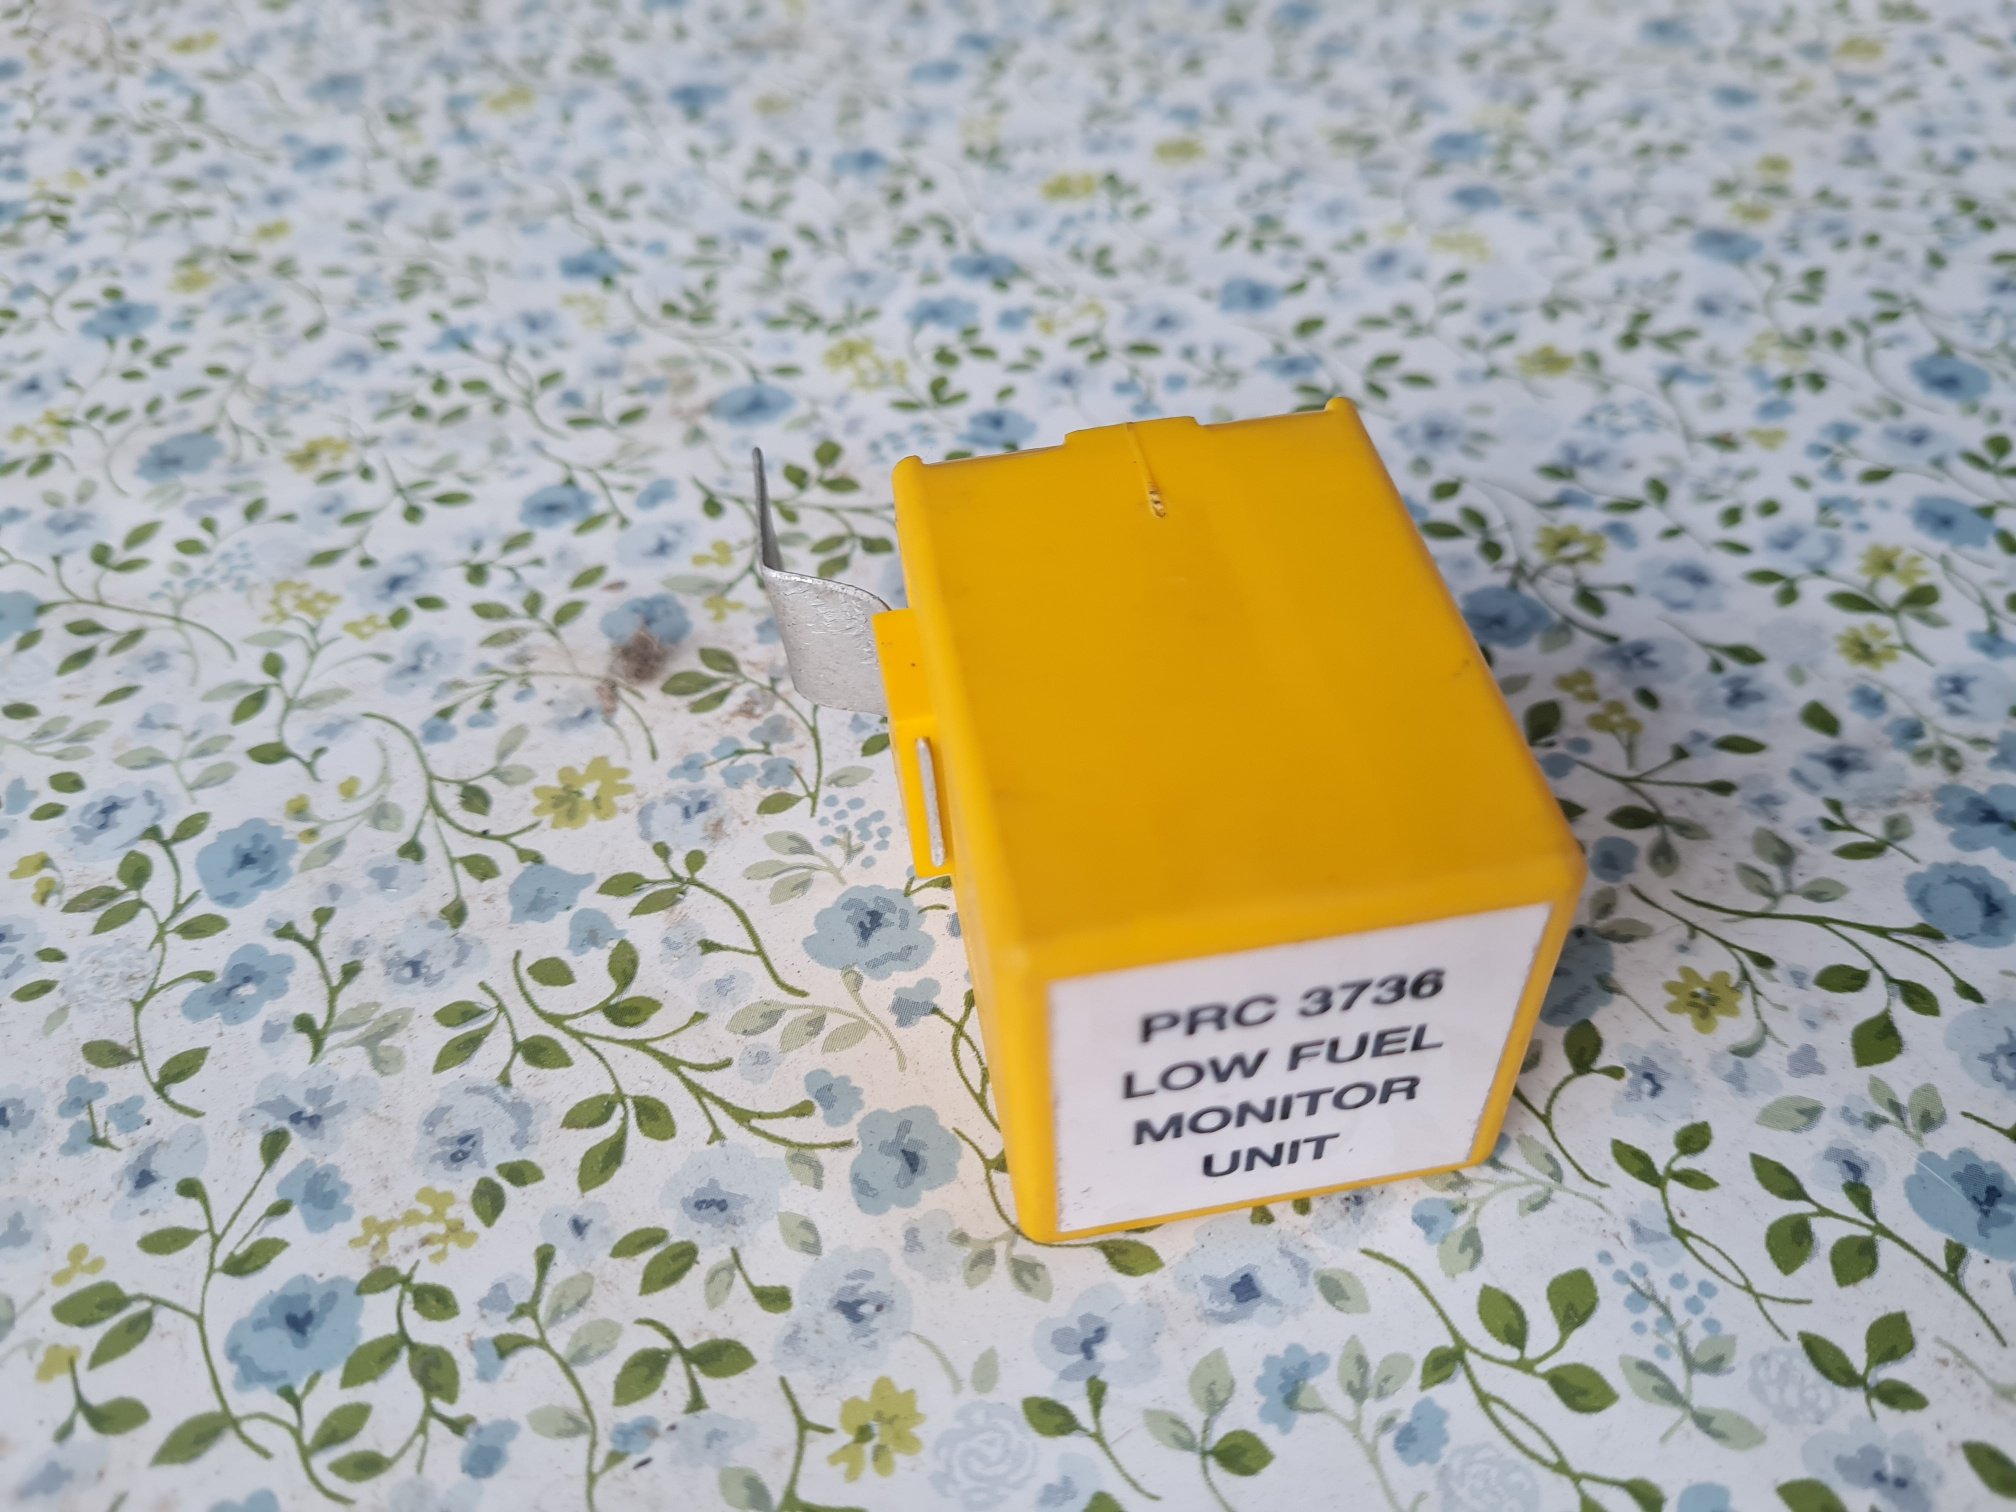 PRC 3736
LOW FUEL
MONITOR
UNIT